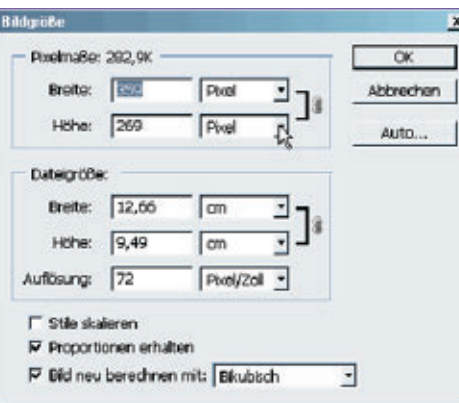 Bildgröße
Pixelmaße: 282,9K
Breite: 359 Pixel
Höhe: 269 Pixel
OK
Abbrechen
Auto...
Dateigröße:
Breite: 12,66 cm
Höhe: 9,49 cm
Auflösung: 72 Pixel/Zoll
Stile skalieren
Proportionen erhalten
Bild neu berechnen mit: Bikubisch